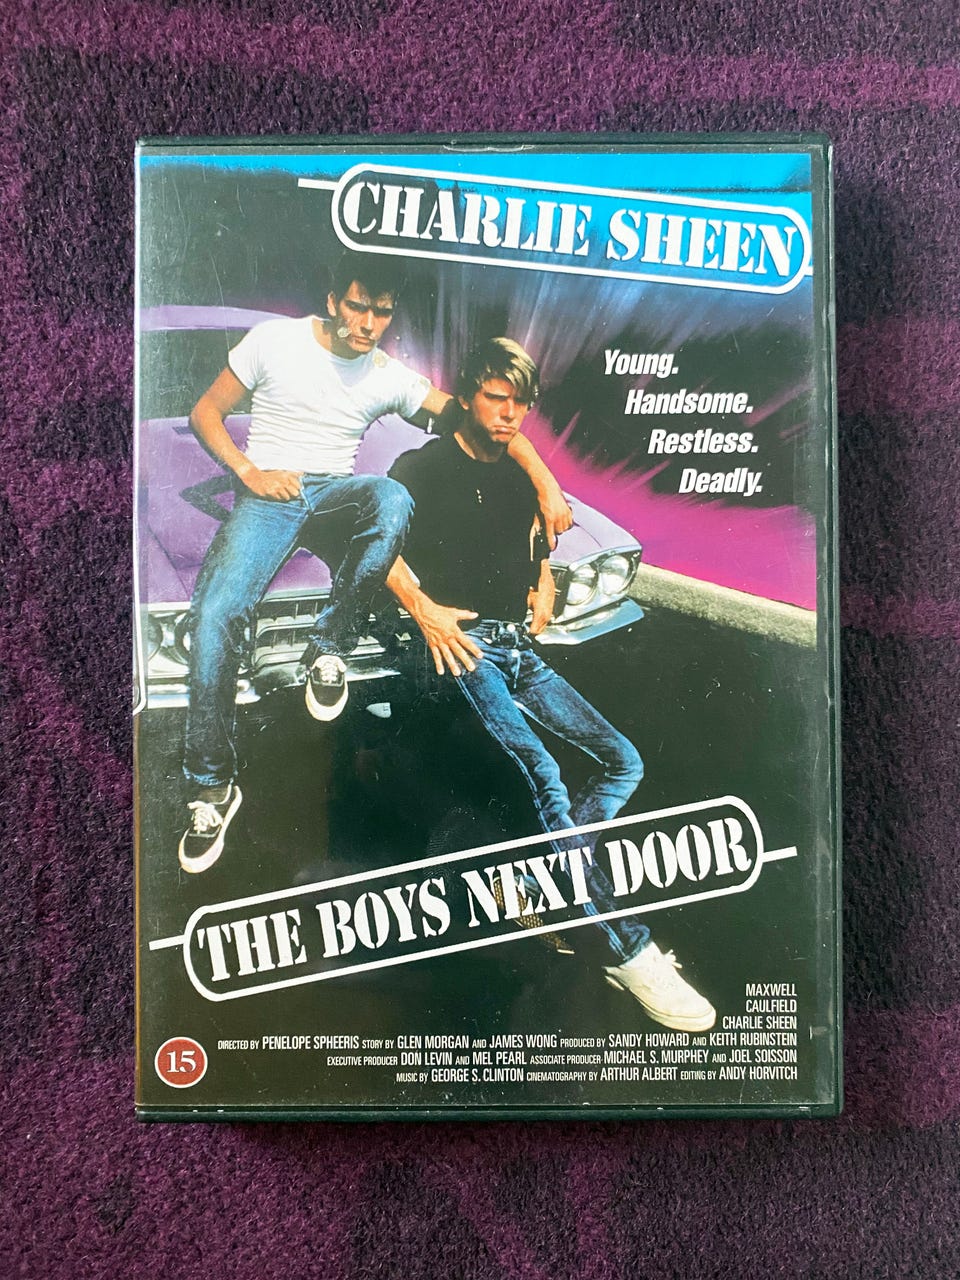 CHARLIE SHEEN
Young.
Handsome.
Restless.
Deadly.
THE BOYS NEXT DOOR
MAXWELL
CAULFIELD
CHARLIE SHEEN
DIRECTED BY PENELOPE SPHEERIS STORY BY GLEN MORGAN AND JAMES WONG PRODUCED BY SANDY HOWARD AND KEITH RUBINSTEIN
EXECUTIVE PRODUCER DON LEVIN AND MEL PEARL ASSOCIATE PRODUCER MICHAEL S. MURPHEY AND JOEL SOISSON
MUSIC BY GEORGE S. CLINTON CINEMATOGRAPHY BY ARTHUR ALBERT EDITING BY ANDY HORVITCH
15